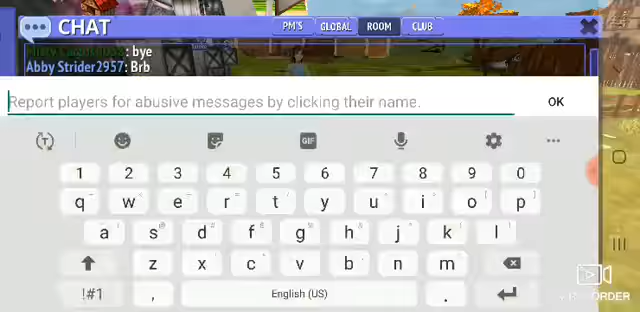 CHAT
PM'S GLOBAL ROOM CLUB
: bye
Abby Strider2957: Brb
Report players for abusive messages by clicking their name.
OK
GIF
1 2 3 4 5 6 7 8 9 0
q w e r t y u i o p
a s d f g h j k l
z x c v b n m
!#1 , English (US) .